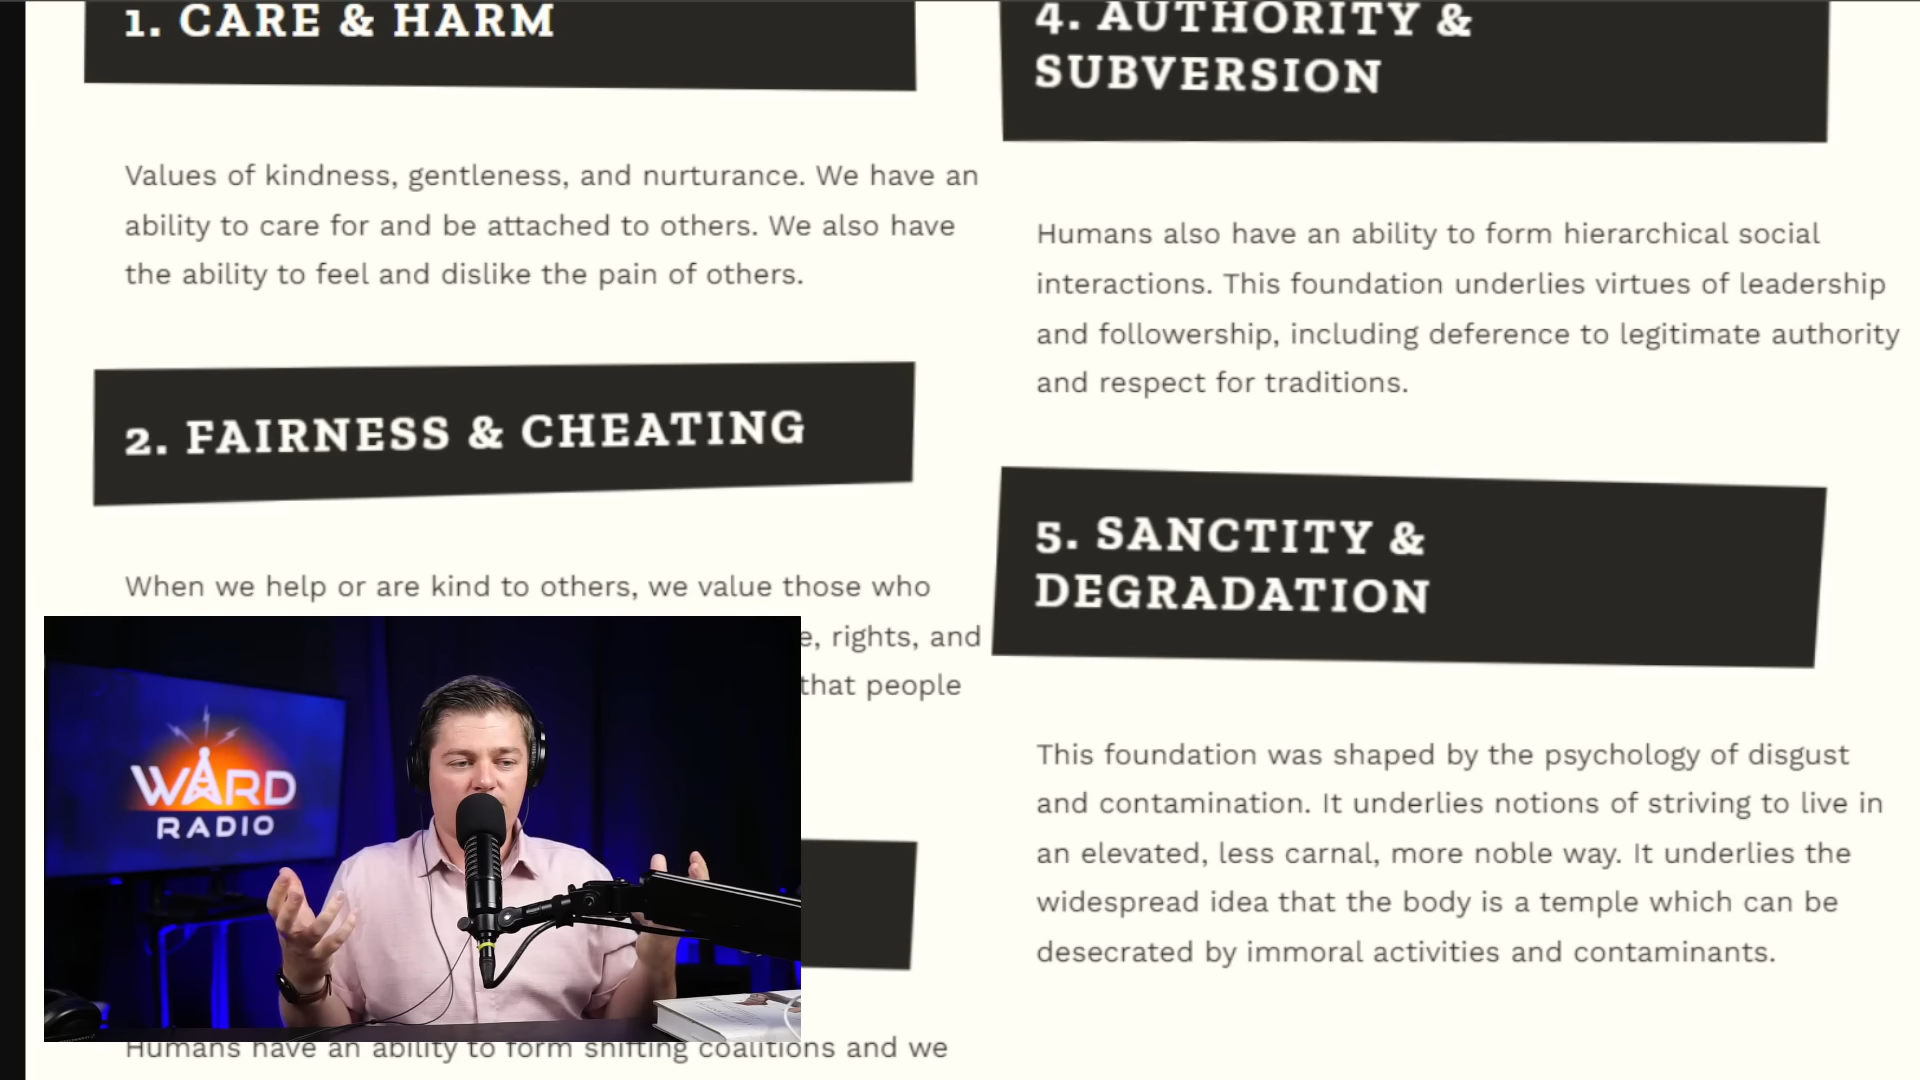 1. CARE & HARM
Values of kindness, gentleness, and nurturance. We have an
ability to care for and be attached to others. We also have
the ability to feel and dislike the pain of others.
2. FAIRNESS & CHEATING
When we help or are kind to others, we value those who
e, rights, and
that people
Humans have an ability to form shifting coalitions and we
4. AUTHORITY &
SUBVERSION
Humans also have an ability to form hierarchical social
interactions. This foundation underlies virtues of leadership
and followership, including deference to legitimate authority
and respect for traditions.
5. SANCTITY &
DEGRADATION
This foundation was shaped by the psychology of disgust
and contamination. It underlies notions of striving to live in
an elevated, less carnal, more noble way. It underlies the
widespread idea that the body is a temple which can be
desecrated by immoral activities and contaminants.
WARD
RADIO